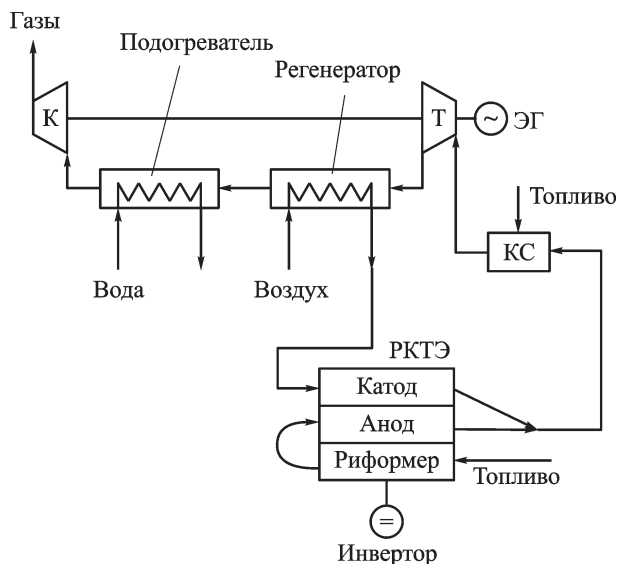 Газы
Подогреватель
Регенератор
К
Т
~
ЭГ
Топливо
КС
Вода
Воздух
РКТЭ
Катод
Анод
Риформер
Топливо
=
Инвертор